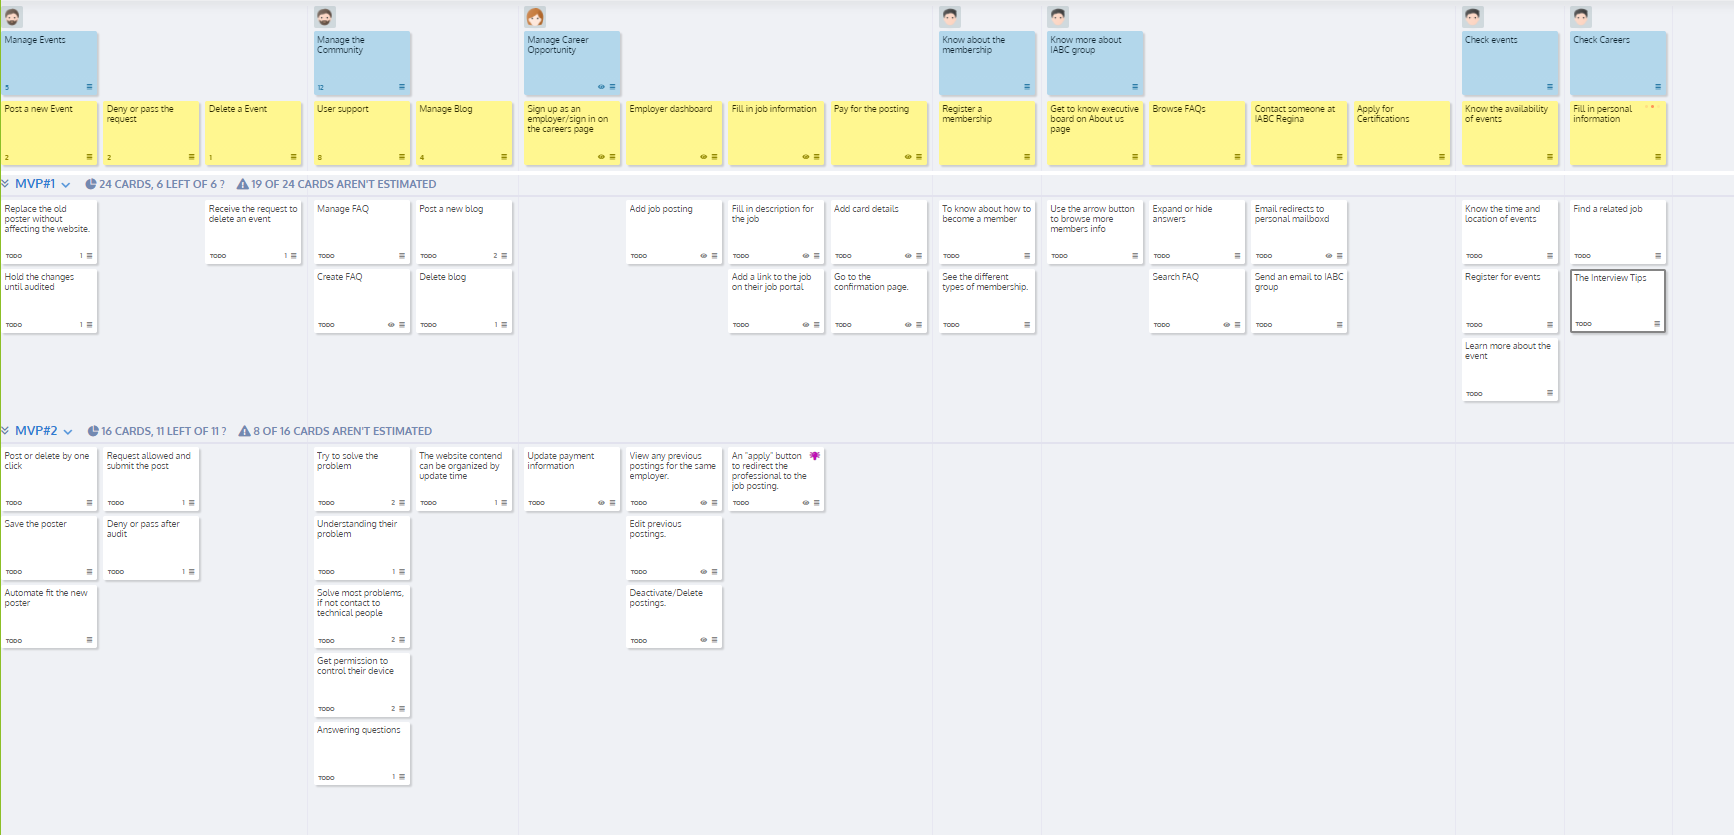 Manage Events
5
Manage the
Community
12
Manage Career
Opportunity
Know about the
membership
Know more about
IABC group
Check events
Check Careers
Post a new Event
2
Deny or pass the
request
2
Delete a Event
1
User support
8
Manage Blog
4
Sign up as an
employer/sign in on
the careers page
Employer dashboard
Fill in job information
Pay for the posting
Register a
membership
Get to know executive
board on About us
page
Browse FAQs
Contact someone at
IABC Regina
Apply for
Certifications
Know the availability
of events
Fill in personal
information
MVP#1
24 CARDS, 6 LEFT OF 6 ?
19 OF 24 CARDS AREN'T ESTIMATED
Replace the old
poster without
affecting the website.
TODO 1
Receive the request to
delete an event
TODO 1
Manage FAQ
TODO
Post a new blog
TODO 2
Add job posting
TODO
Fill in description for
the job
TODO
Add card details
TODO
To know about how to
become a member
TODO
Use the arrow button
to browse more
members info
TODO
Expand or hide
answers
TODO
Email redirects to
personal mailboxd
TODO
Know the time and
location of events
TODO
Find a related job
TODO
Hold the changes
until audited
TODO 1
Create FAQ
TODO
Delete blog
TODO 1
Add a link to the job
on their job portal
TODO
Go to the
confirmation page.
TODO
See the different
types of membership.
TODO
Search FAQ
TODO
Send an email to IABC
group
TODO
Register for events
TODO
The Interview Tips
TODO
Learn more about the
event
TODO
MVP#2
16 CARDS, 11 LEFT OF 11 ?
8 OF 16 CARDS AREN'T ESTIMATED
Post or delete by one
click
TODO
Request allowed and
submit the post
TODO 1
Try to solve the
problem
TODO 2
The website contend
can be organized by
update time
TODO 1
Update payment
information
TODO
View any previous
postings for the same
employer.
TODO
An "apply" button
to redirect the
professional to the
job posting.
TODO
Save the poster
TODO
Deny or pass after
audit
TODO 1
Understanding their
problem
TODO 1
Edit previous
postings.
TODO
Automate fit the new
poster
TODO
Solve most problems,
if not contact to
technical people
TODO 2
Deactivate/Delete
postings.
TODO
Get permission to
control their device
TODO 2
Answering questions
TODO 1